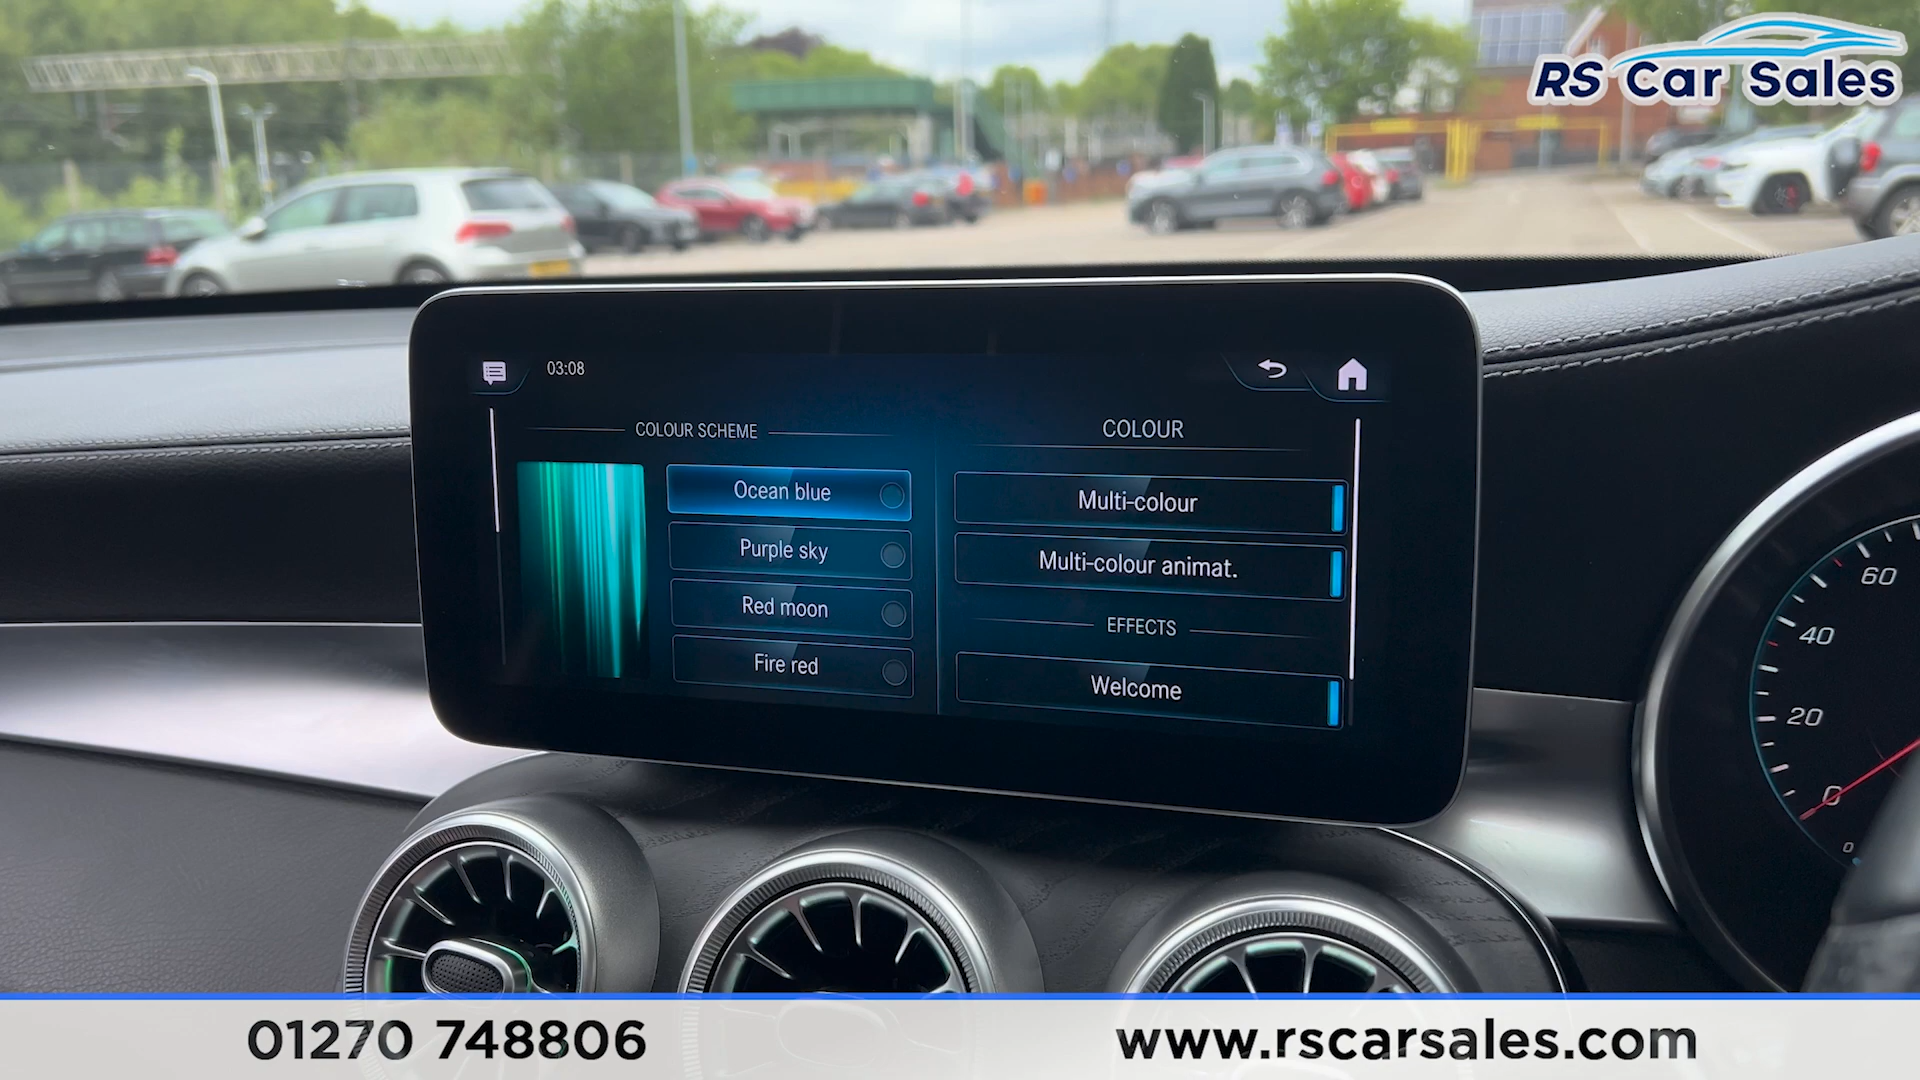 RS Car Sales
03:08
COLOUR SCHEME
Ocean blue
Purple sky
Red moon
Fire red
COLOUR
Multi-colour
Multi-colour animat.
EFFECTS
Welcome
60
40
20
0
0
01270 748806
www.rscarsales.com